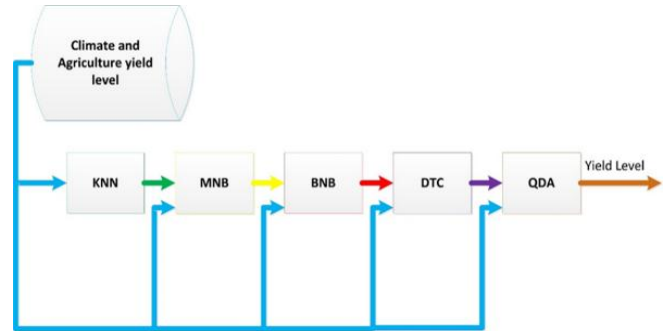 Climate and
Agriculture yield
level
KNN
MNB
BNB
DTC
QDA
Yield Level